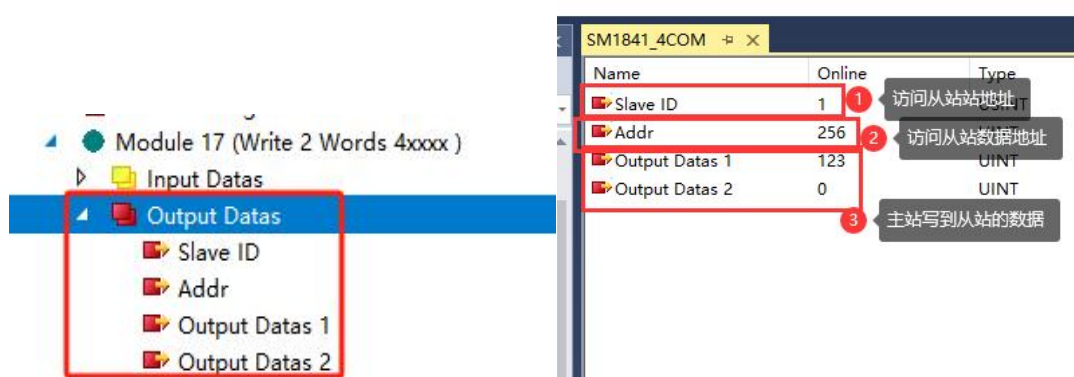 Module 17 (Write 2 Words 4xxxx )
Input Datas
Output Datas
Slave ID
Addr
Output Datas 1
Output Datas 2
SM1841_4COM
Name Online Type
Slave ID 1
1 访问从站站地址
Addr 256
2 访问从站数据地址
Output Datas 1 123 UINT
Output Datas 2 0 UINT
3 主站写到从站的数据